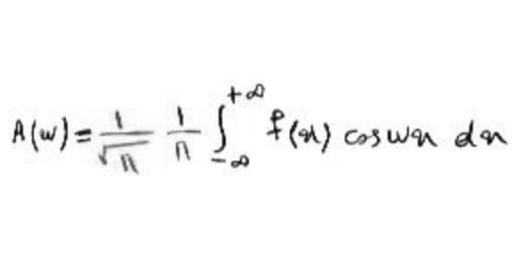 A(w) = 1/√π 1/π ∫_{-∞}^{+∞} f(x) cos wx dx